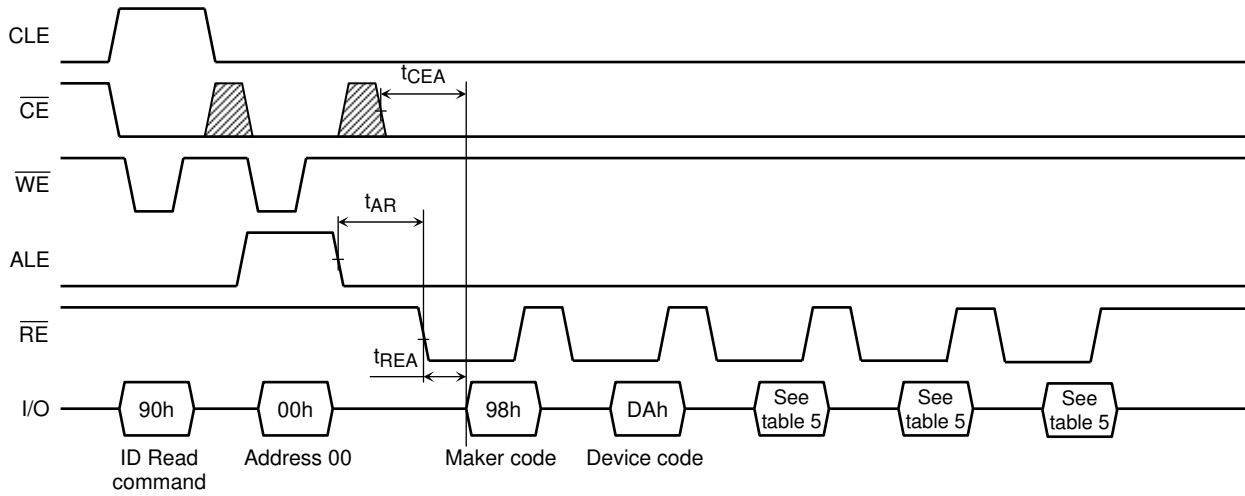 CLE
tCEA
CE
WE
tAR
ALE
RE
tREA
I/O
90h
00h
98h
DAh
See
table 5
See
table 5
See
table 5
ID Read
command
Address 00
Maker code
Device code